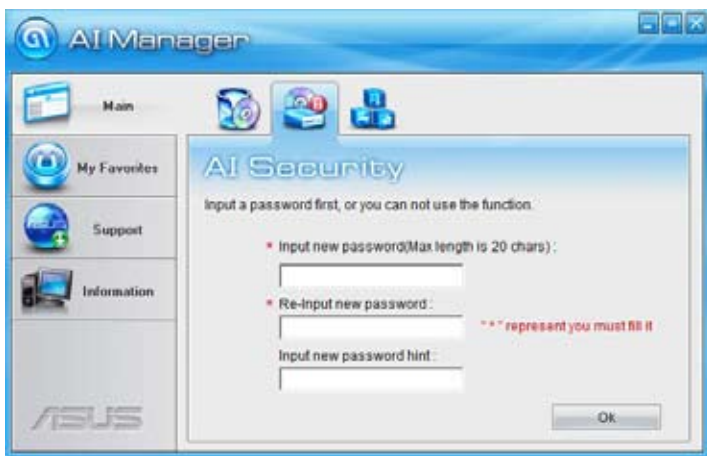 AI Manager
Main
My Favorites
Support
Information
ASUS
AI Security
Input a password first, or you can not use the function.
* Input new password(Max length is 20 chars) :
* Re-Input new password :
"*" represent you must fill it
Input new password hint :
Ok